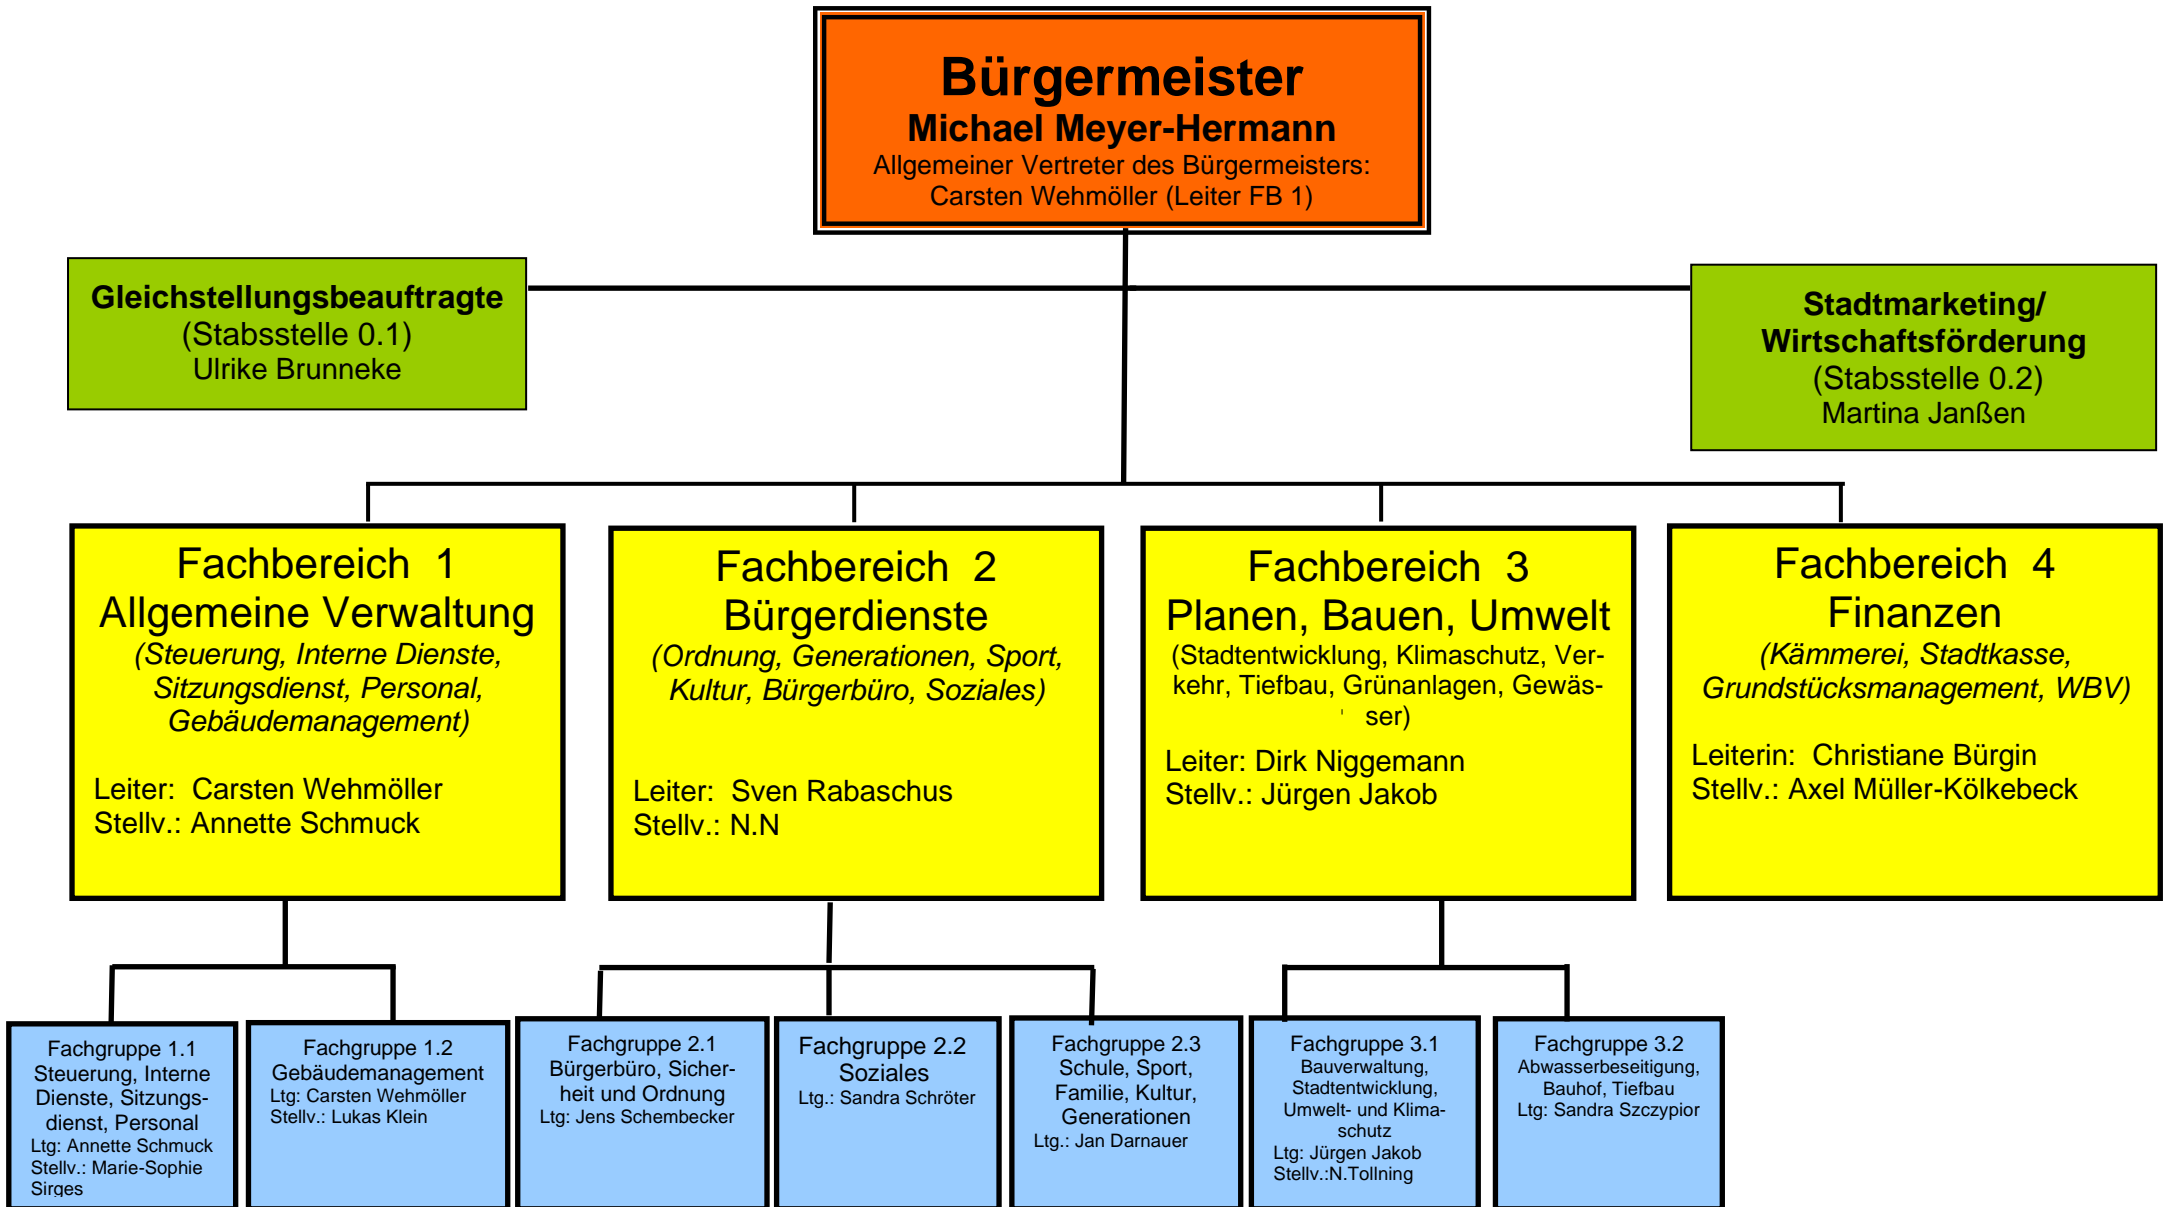 Bürgermeister
Michael Meyer-Hermann
Allgemeiner Vertreter des Bürgermeisters:
Carsten Wehmöller (Leiter FB 1)
Gleichstellungsbeauftragte
(Stabsstelle 0.1)
Ulrike Brunneke
Stadtmarketing/
Wirtschaftsförderung
(Stabsstelle 0.2)
Martina Janßen
Fachbereich 1
Allgemeine Verwaltung
(Steuerung, Interne Dienste,
Sitzungsdienst, Personal,
Gebäudemanagement)
Leiter: Carsten Wehmöller
Stellv.: Annette Schmuck
Fachbereich 2
Bürgerdienste
(Ordnung, Generationen, Sport,
Kultur, Bürgerbüro, Soziales)
Leiter: Sven Rabaschus
Stellv.: N.N
Fachbereich 3
Planen, Bauen, Umwelt
(Stadtentwicklung, Klimaschutz, Ver-
kehr, Tiefbau, Grünanlagen, Gewäs-
ser)
Leiter: Dirk Niggemann
Stellv.: Jürgen Jakob
Fachbereich 4
Finanzen
(Kämmerei, Stadtkasse,
Grundstücksmanagement, WBV)
Leiterin: Christiane Bürgin
Stellv.: Axel Müller-Kölkebeck
Fachgruppe 1.1
Steuerung, Interne
Dienste, Sitzungs-
dienst, Personal
Ltg: Annette Schmuck
Stellv.: Marie-Sophie
Sirges
Fachgruppe 1.2
Gebäudemanagement
Ltg: Carsten Wehmöller
Stellv.: Lukas Klein
Fachgruppe 2.1
Bürgerbüro, Sicher-
heit und Ordnung
Ltg: Jens Schembecker
Fachgruppe 2.2
Soziales
Ltg.: Sandra Schröter
Fachgruppe 2.3
Schule, Sport,
Familie, Kultur,
Generationen
Ltg.: Jan Darnauer
Fachgruppe 3.1
Bauverwaltung,
Stadtentwicklung,
Umwelt- und Klima-
schutz
Ltg: Jürgen Jakob
Stellv.:N.Tollning
Fachgruppe 3.2
Abwasserbeseitigung,
Bauhof, Tiefbau
Ltg: Sandra Szczypior